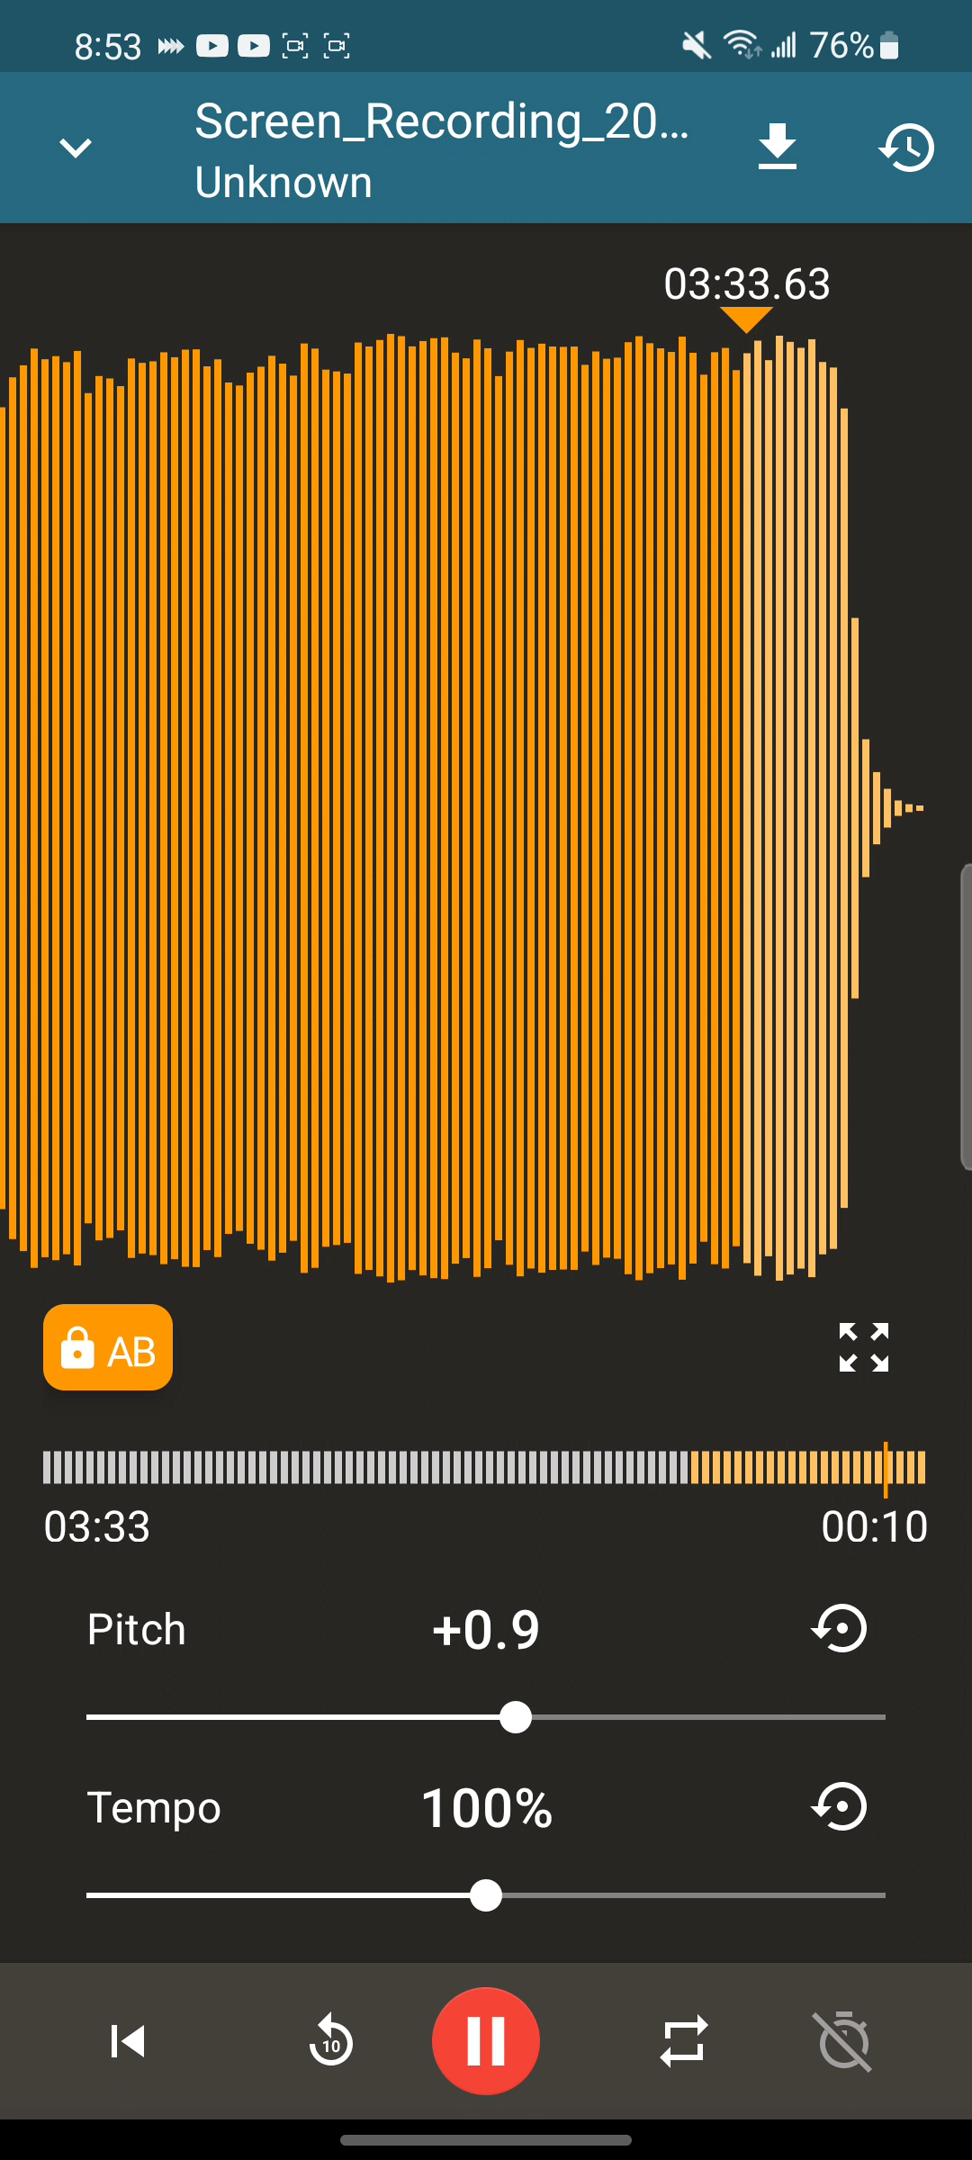 8:53 76%
Screen_Recording_20...
Unknown
03:33.63
AB
03:33 00:10
Pitch +0.9
Tempo 100%
10